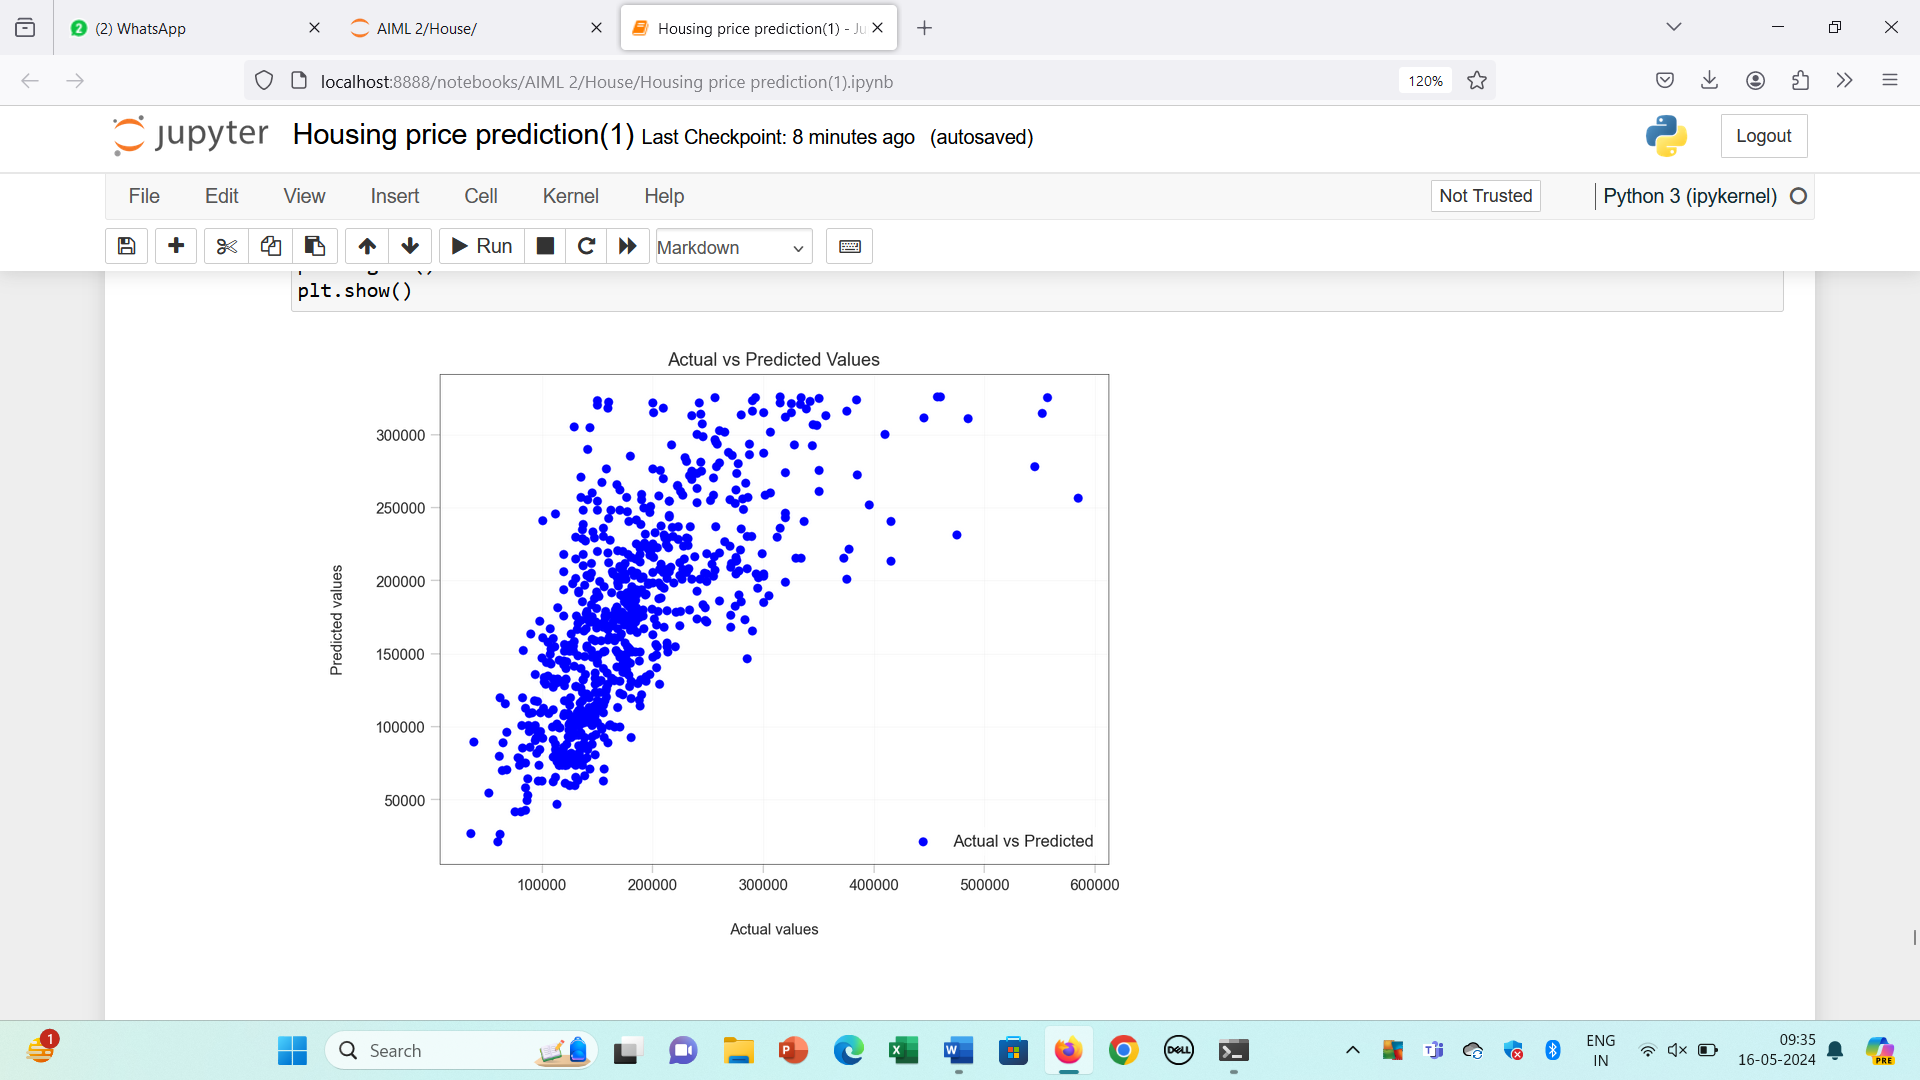 (2) WhatsApp
AIML 2/House/
Housing price prediction(1) - Ju
localhost:8888/notebooks/AIML 2/House/Housing price prediction(1).ipynb
120%
jupyter
Housing price prediction(1) Last Checkpoint: 8 minutes ago (autosaved)
Logout
File Edit View Insert Cell Kernel Help
Not Trusted
Python 3 (ipykernel)
Run
Markdown
plt.show()
Actual vs Predicted Values
Predicted values
300000
250000
200000
150000
100000
50000
Actual vs Predicted
100000 200000 300000 400000 500000 600000
Actual values
1
Search
DELL
PRE
ENG
IN
09:35
16-05-2024